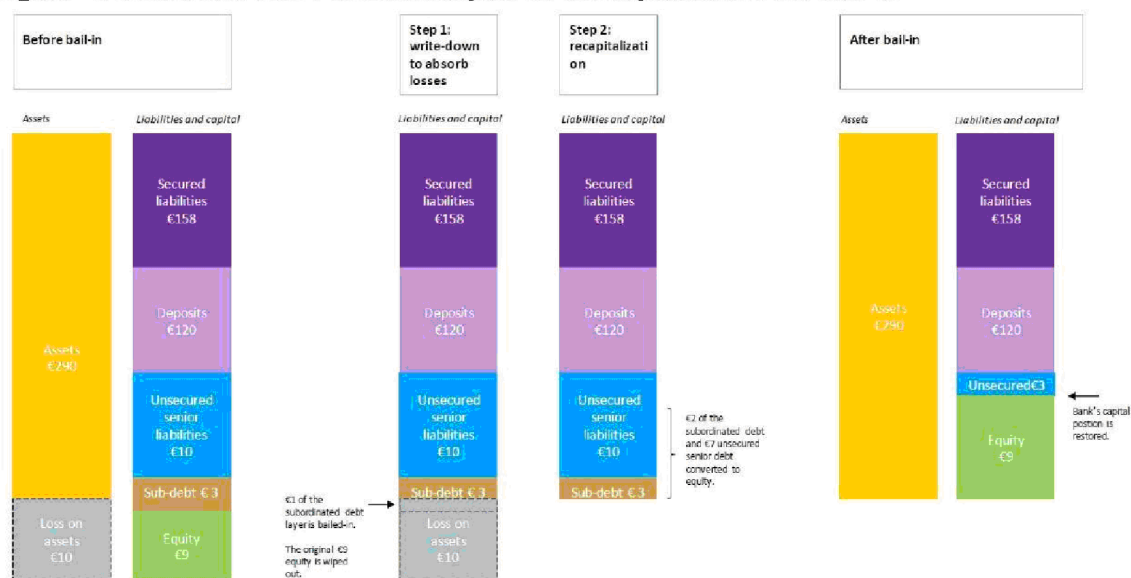 Before bail-in
Step 1:
write-down
to absorb
losses
Step 2:
recapitalizati
on
After bail-in
Assets
Liabilities and capital
Liabilities and capital
Liabilities and capital
Assets
Liabilities and capital
Assets
€290
Loss on
assets
€10
Secured
liabilities
€158
Deposits
€120
Unsecured
senior
liabilities
€10
Sub-debt € 3
Equity
€9
€1 of the
subordinated debt
layer is bailed-in.
The original €9
equity is wiped
out.
Secured
liabilities
€158
Deposits
€120
Unsecured
senior
liabilities
€10
Sub-debt € 3
Loss on
assets
€10
Secured
liabilities
€158
Deposits
€120
Unsecured
senior
liabilities
€10
Sub-debt € 3
€2 of the
subordinated debt
and €7 unsecured
senior debt
converted to
equity.
Assets
€290
Secured
liabilities
€158
Deposits
€120
Unsecured€3
Equity
€9
Bank's capital
postion is
restored.